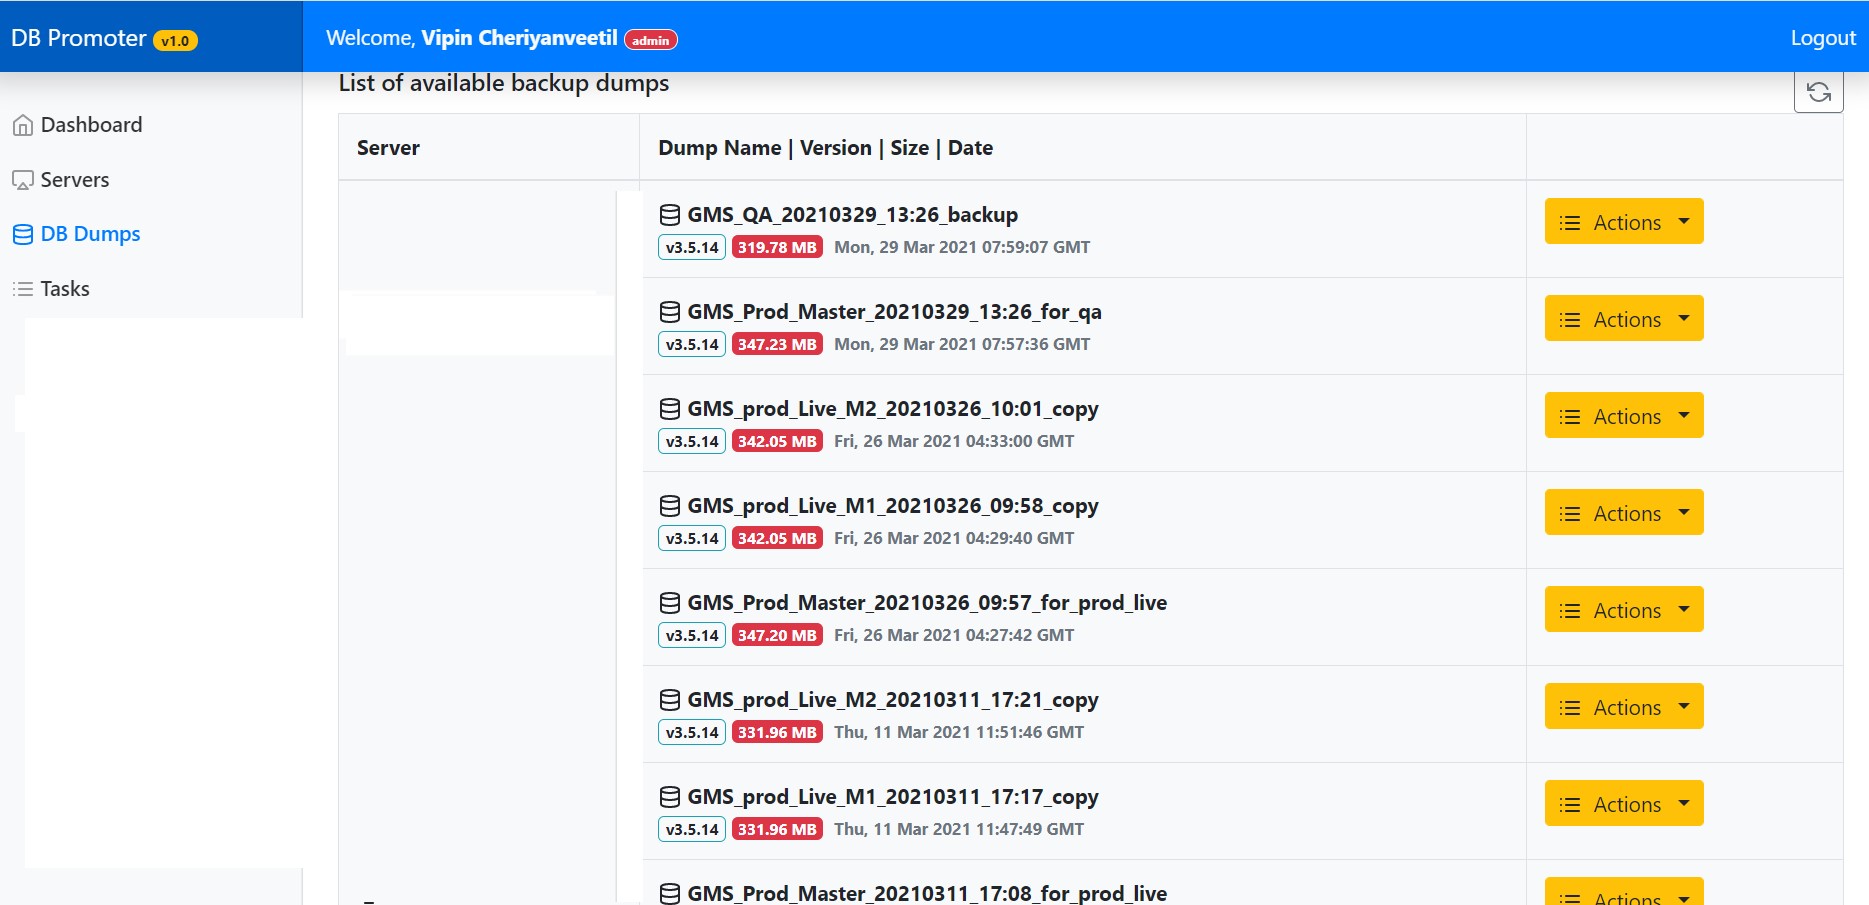 DB Promoter v1.0
Welcome, Vipin Cheriyanveetil admin
Logout
Dashboard
Servers
DB Dumps
Tasks
List of available backup dumps
Server
Dump Name | Version | Size | Date
GMS_QA_20210329_13:26_backup
v3.5.14 319.78 MB Mon, 29 Mar 2021 07:59:07 GMT
Actions
GMS_Prod_Master_20210329_13:26_for_qa
v3.5.14 347.23 MB Mon, 29 Mar 2021 07:57:36 GMT
Actions
GMS_prod_Live_M2_20210326_10:01_copy
v3.5.14 342.05 MB Fri, 26 Mar 2021 04:33:00 GMT
Actions
GMS_prod_Live_M1_20210326_09:58_copy
v3.5.14 342.05 MB Fri, 26 Mar 2021 04:29:40 GMT
Actions
GMS_Prod_Master_20210326_09:57_for_prod_live
v3.5.14 347.20 MB Fri, 26 Mar 2021 04:27:42 GMT
Actions
GMS_prod_Live_M2_20210311_17:21_copy
v3.5.14 331.96 MB Thu, 11 Mar 2021 11:51:46 GMT
Actions
GMS_prod_Live_M1_20210311_17:17_copy
v3.5.14 331.96 MB Thu, 11 Mar 2021 11:47:49 GMT
Actions
GMS_Prod_Master_20210311_17:08_for_prod_live
Actions